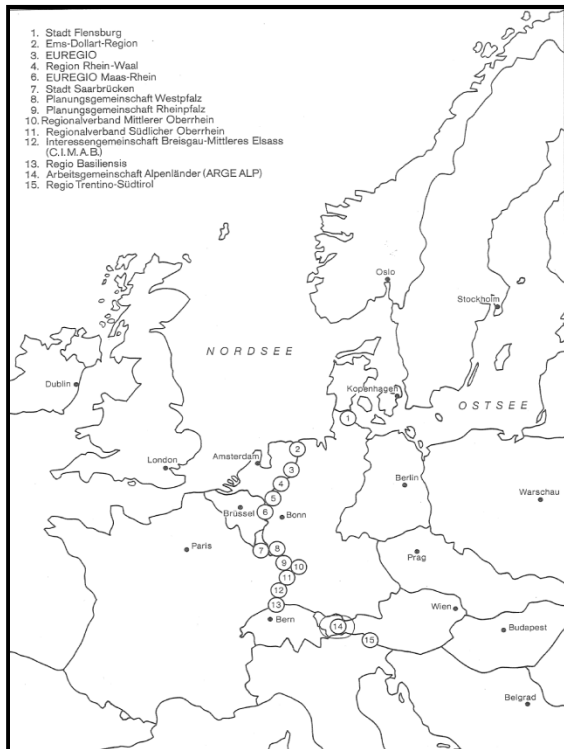 1. Stadt Flensburg
2. Ems-Dollart-Region
3. EUREGIO
4. Region Rhein-Waal
6. EUREGIO Maas-Rhein
7. Stadt Saarbrücken
8. Planungsgemeinschaft Westpfalz
9. Planungsgemeinschaft Rheinpfalz
10. Regionalverband Mittlerer Oberrhein
11. Regionalverband Südlicher Oberrhein
12. Interessengemeinschaft Breisgau-Mittleres Elsass
(C.I.M.A.B.)
13. Regio Basiliensis
14. Arbeitsgemeinschaft Alpenländer (ARGE ALP)
15. Regio Trentino-Südtirol
Oslo
Stockholm
NORDSEE
Dublin
Kopenhagen
OSTSEE
1
London
Amsterdam
2
3
4
5
6
Berlin
Warschau
Brüssel
Bonn
Paris
7
8
9
10
11
12
13
Prag
Bern
14
15
Wien
Budapest
Belgrad